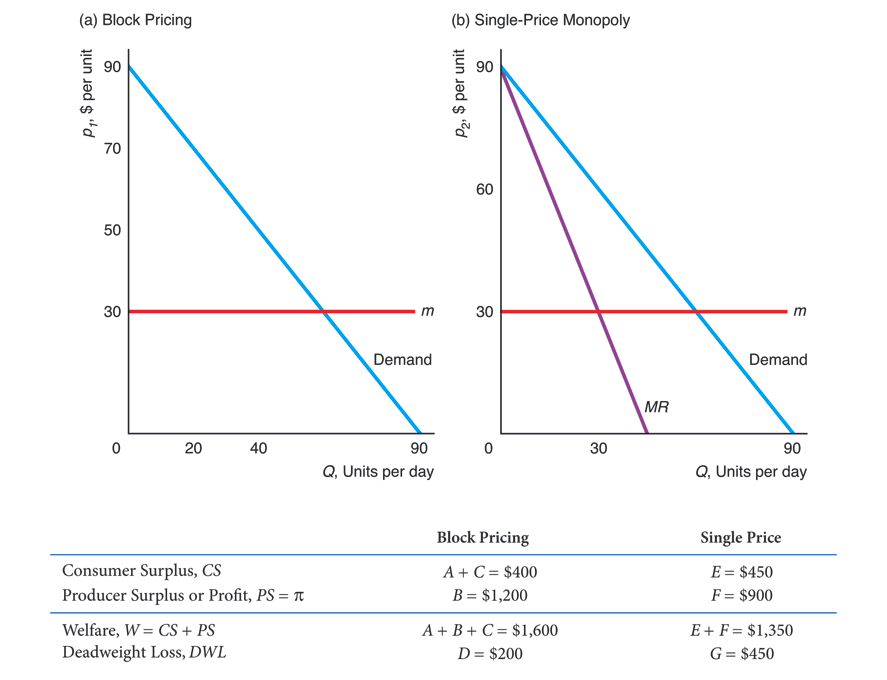 (a) Block Pricing
p1, $ per unit
90
70
50
30
m
Demand
0
20
40
90
Q, Units per day
(b) Single-Price Monopoly
p2, $ per unit
90
60
30
m
Demand
MR
0
30
90
Q, Units per day
Block Pricing Single Price
Consumer Surplus, CS A + C = $400 E = $450
Producer Surplus or Profit, PS = π B = $1,200 F = $900
Welfare, W = CS + PS A + B + C = $1,600 E + F = $1,350
Deadweight Loss, DWL D = $200 G = $450